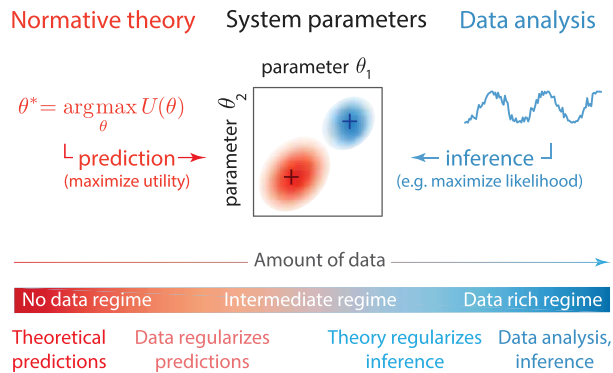 Normative theory
System parameters
Data analysis
parameter θ₁
parameter θ₂
θ* = argmax U(θ)
θ
prediction
(maximize utility)
inference
(e.g. maximize likelihood)
Amount of data
No data regime
Intermediate regime
Data rich regime
Theoretical
predictions
Data regularizes
predictions
Theory regularizes
inference
Data analysis,
inference